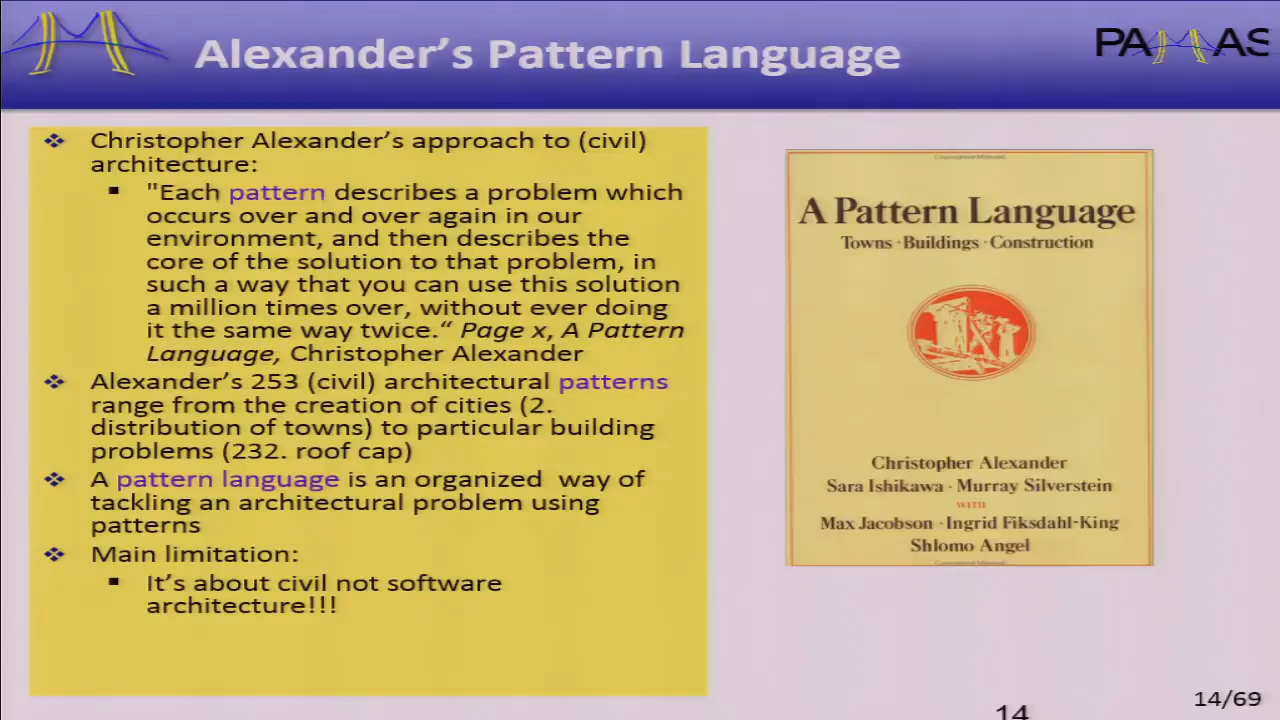 Alexander's Pattern Language
PAMAS
Christopher Alexander's approach to (civil)
architecture:
"Each pattern describes a problem which
occurs over and over again in our
environment, and then describes the
core of the solution to that problem, in
such a way that you can use this solution
a million times over, without ever doing
it the same way twice.“ Page x, A Pattern
Language, Christopher Alexander
Alexander's 253 (civil) architectural patterns
range from the creation of cities (2.
distribution of towns) to particular building
problems (232. roof cap)
A pattern language is an organized way of
tackling an architectural problem using
patterns
Main limitation:
It's about civil not software
architecture!!!
Copyrighted Material
A Pattern Language
Towns · Buildings · Construction
Christopher Alexander
Sara Ishikawa · Murray Silverstein
WITH
Max Jacobson · Ingrid Fiksdahl-King
Shlomo Angel
Copyrighted Material
14
14/69